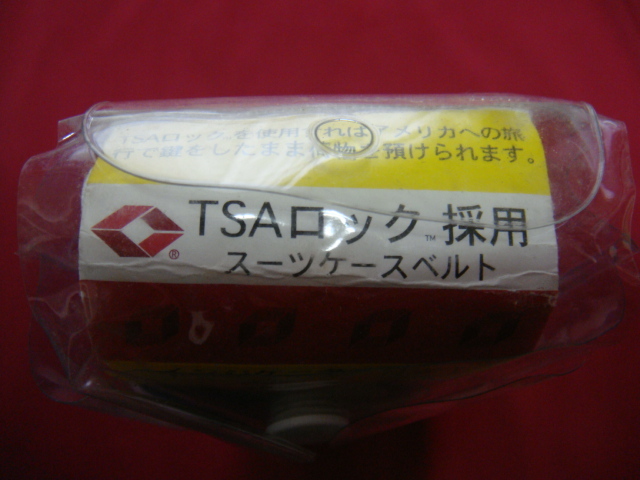 TSAロックを使用すればアメリカへの旅
行で鍵をしたまま荷物を預けられます。
TSAロック™ 採用
®
スーツケースベルト